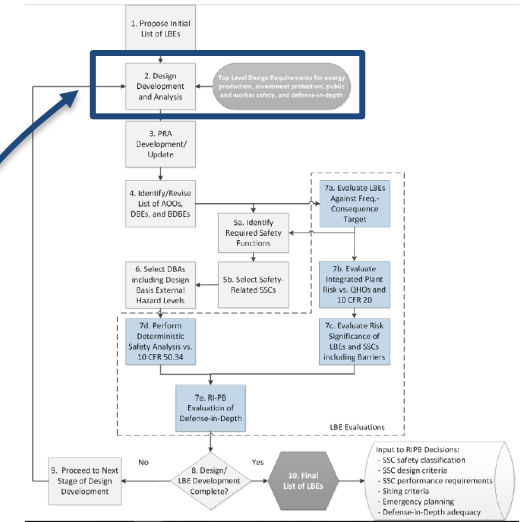 1. Propose Initial
List of LBEs
2. Design
Development
and Analysis
Top Level Design Requirements for energy
production, investment protection, public
and worker safety, and defense-in-depth
3. PRA
Development/
Update
4. Identify/Revise
List of AOOs,
DBEs, and BDBEs
7a. Evaluate LBEs
Against Freq.-
Consequence
Target
5a. Identify
Required Safety
Functions
6. Select DBAs
including Design
Basis External
Hazard Levels
5b. Select Safety-
Related SSCs
7b. Evaluate
Integrated Plant
Risk vs. QHOs and
10 CFR 20
7d. Perform
Deterministic
Safety Analysis vs.
10 CFR 50.34
7c. Evaluate Risk
Significance of
LBEs and SSCs
including Barriers
7e. RI-PB
Evaluation of
Defense-in-Depth
LBE Evaluations
9. Proceed to Next
Stage of Design
Development
No
8. Design/
LBE Development
Complete?
Yes
10. Final
List of LBEs
Input to RIPB Decisions:
- SSC safety classification
- SSC design criteria
- SSC performance requirements
- Siting criteria
- Emergency planning
- Defense-in-Depth adequacy